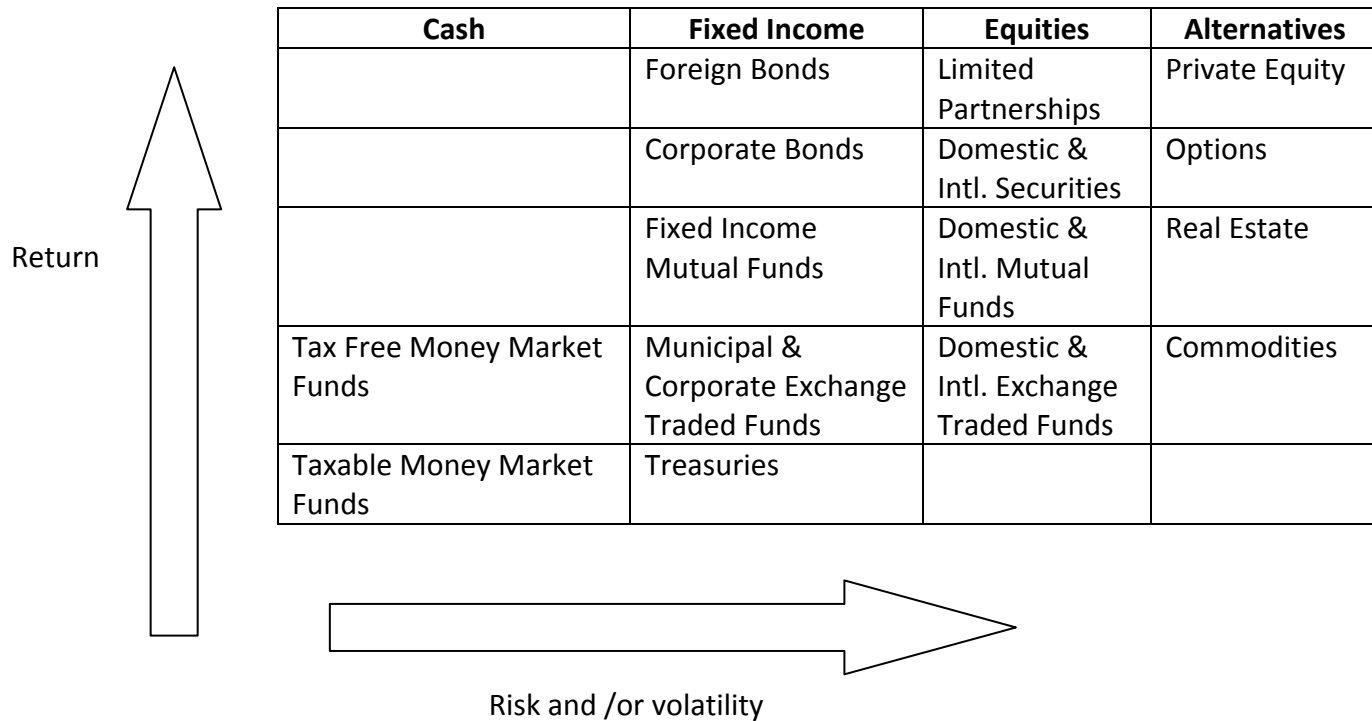 Cash Fixed Income Equities Alternatives
Foreign Bonds Limited Private Equity
Partnerships
Corporate Bonds Domestic & Options
Intl. Securities
Return
Fixed Income Domestic & Real Estate
Mutual Funds Intl. Mutual
Funds
Tax Free Money Market Municipal & Domestic & Commodities
Funds Corporate Exchange Intl. Exchange
Traded Funds Traded Funds
Taxable Money Market Treasuries
Funds
Risk and /or volatility